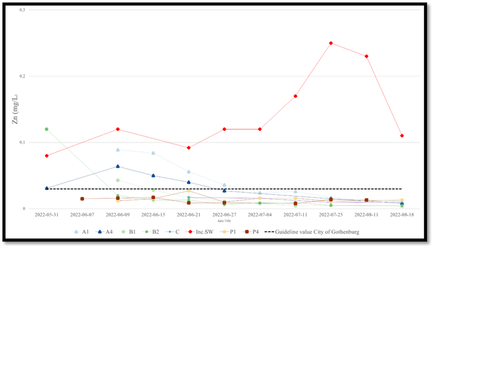 0.3
0.2
Zn (mg/L)
0.1
0
2022-05-31 2022-06-07 2022-06-09 2022-06-15 2022-06-21 2022-06-27 2022-07-04 2022-07-11 2022-07-25 2022-08-11 2022-08-18
A1 A4 B1 B2 C Inc.SW P1 P4 Guideline value City of Gothenburg